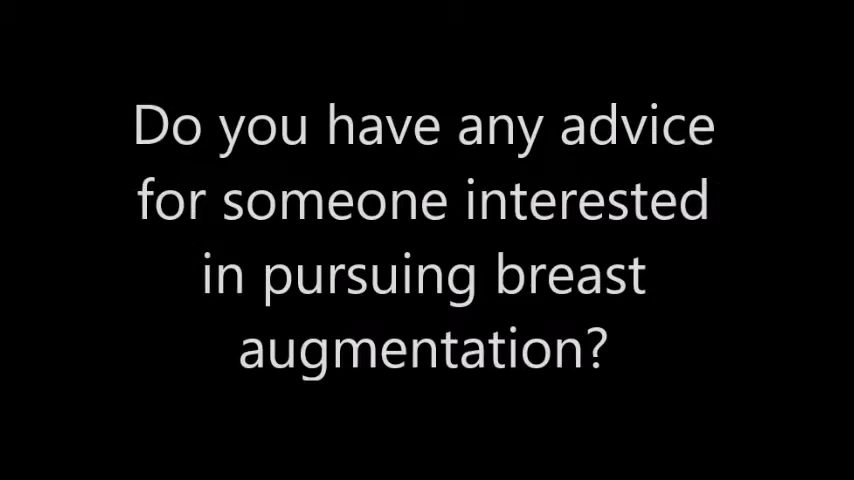 Do you have any advice
for someone interested
in pursuing breast
augmentation?